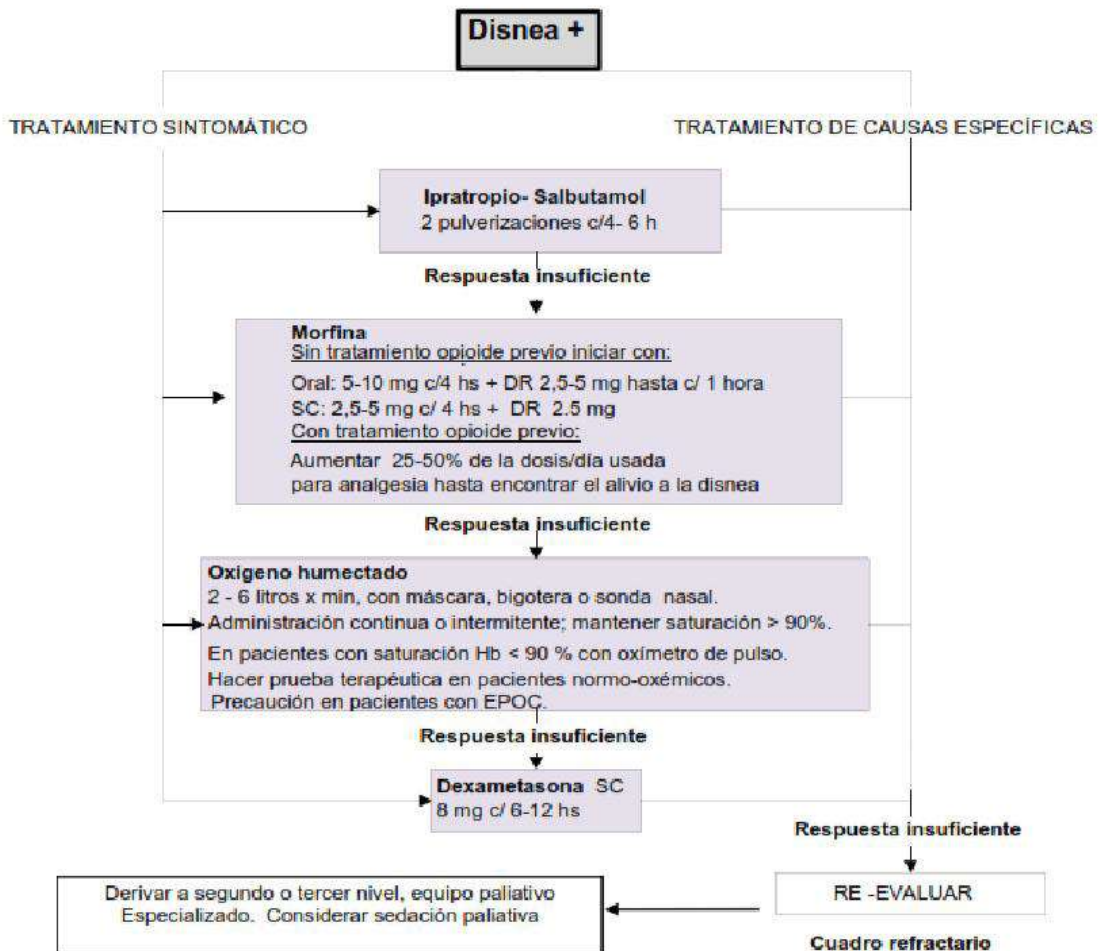 Disnea +
TRATAMIENTO SINTOMÁTICO
TRATAMIENTO DE CAUSAS ESPECÍFICAS
Ipratropio- Salbutamol
2 pulverizaciones c/4- 6 h
Respuesta insuficiente
Morfina
Sin tratamiento opioide previo iniciar con:
Oral: 5-10 mg c/4 hs + DR 2,5-5 mg hasta c/ 1 hora
SC: 2,5-5 mg c/ 4 hs + DR 2.5 mg
Con tratamiento opioide previo:
Aumentar 25-50% de la dosis/día usada
para analgesia hasta encontrar el alivio a la disnea
Respuesta insuficiente
Oxigeno humectado
2 - 6 litros x min, con máscara, bigotera o sonda nasal.
Administración continua o intermitente; mantener saturación > 90%.
En pacientes con saturación Hb < 90 % con oxímetro de pulso.
Hacer prueba terapéutica en pacientes normo-oxémicos.
Precaución en pacientes con EPOC.
Respuesta insuficiente
Dexametasona SC
8 mg c/ 6-12 hs
Respuesta insuficiente
RE -EVALUAR
Cuadro refractario
Derivar a segundo o tercer nivel, equipo paliativo
Especializado. Considerar sedación paliativa